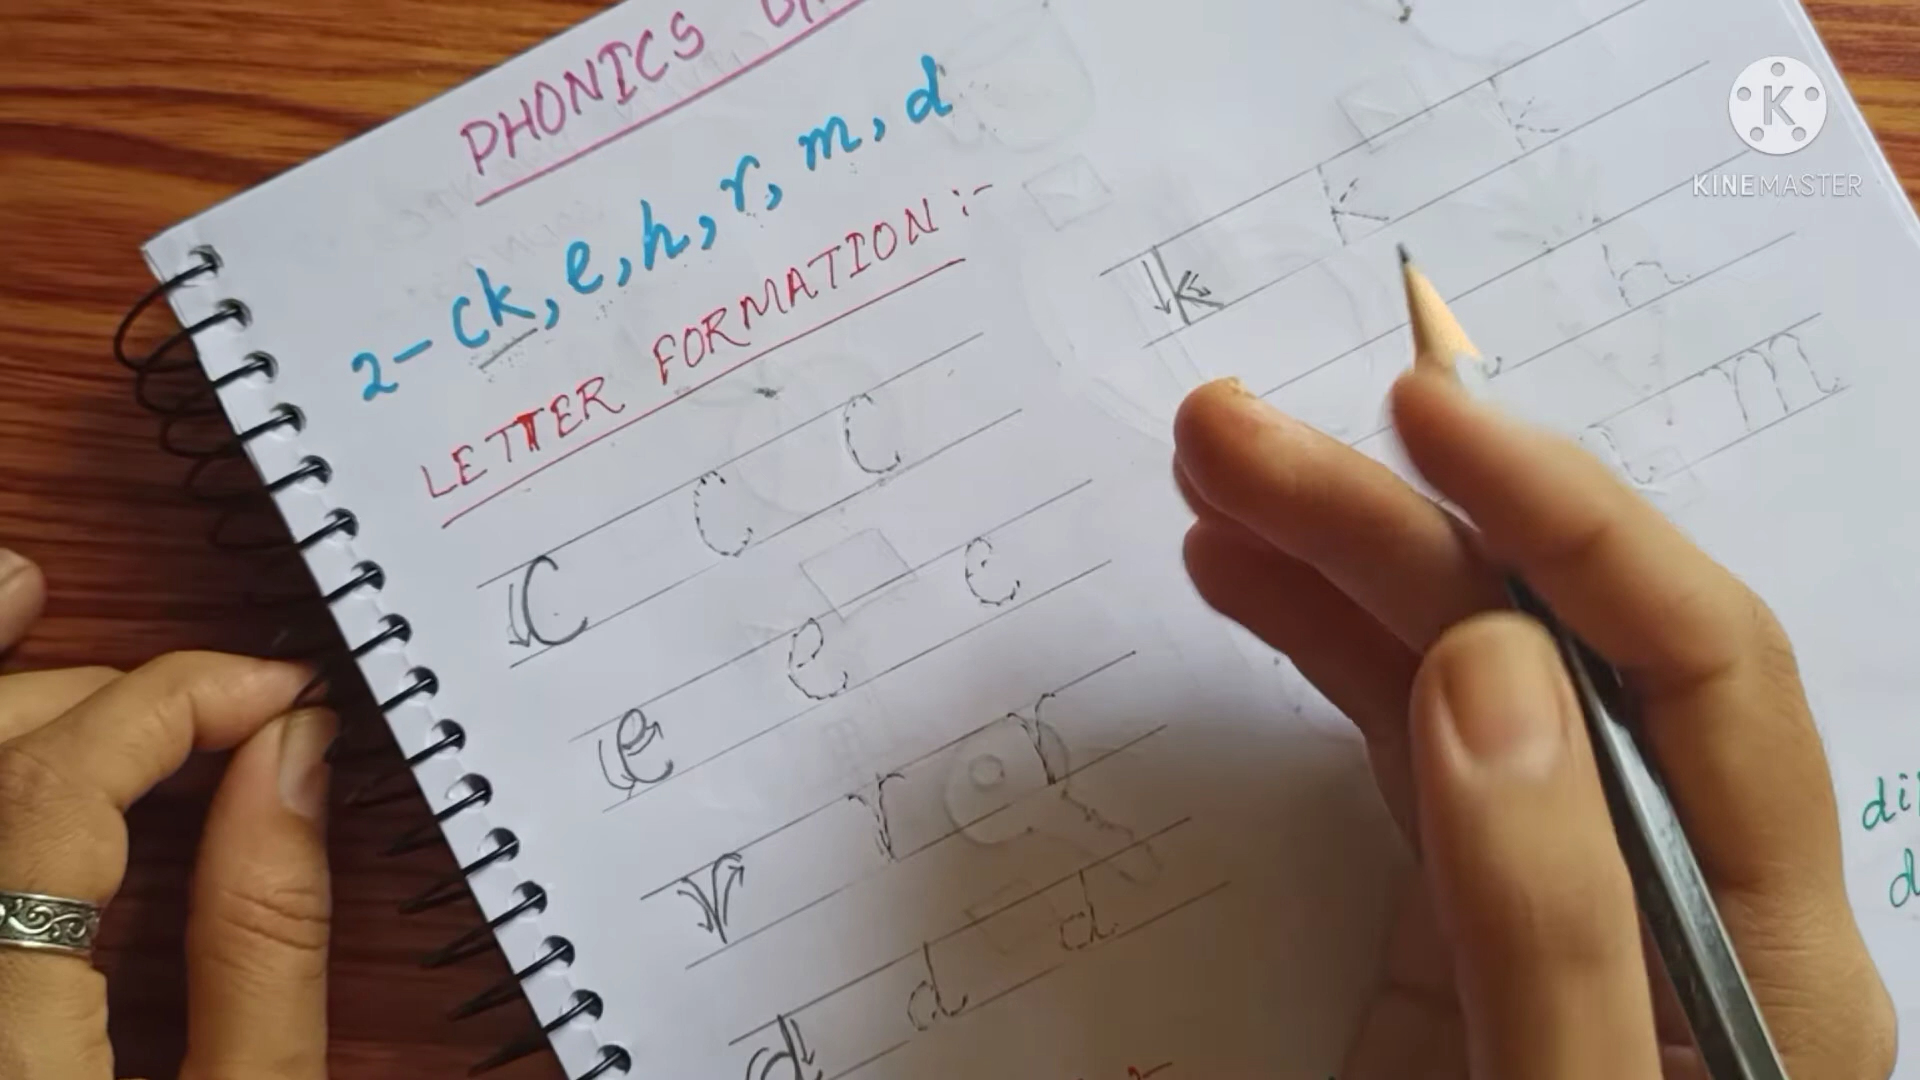 PHONICS
2 - ck, e, h, r, m, d
LETTER FORMATION :-
c c c
e e e
r r r
d d d
k k k
h
m
K
KINEMASTER